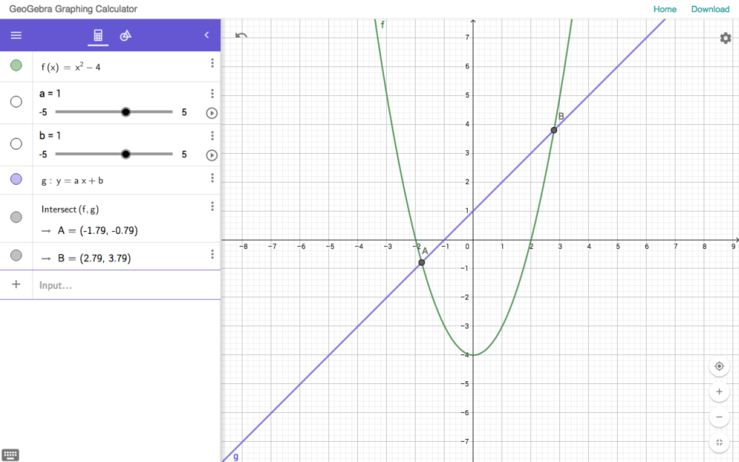 GeoGebra Graphing Calculator Home Download
f(x) = x² − 4
a = 1
-5 5
b = 1
-5 5
g : y = a x + b
Intersect (f, g)
→ A = (-1.79, -0.79)
→ B = (2.79, 3.79)
+ Input...
f
7
6
5
B
4
3
2
1
−8 −7 −6 −5 −4 −3 −2 −1 0 1 2 3 4 5 6 7 8 9
A
−1
−2
−3
−4
−5
−6
−7
g